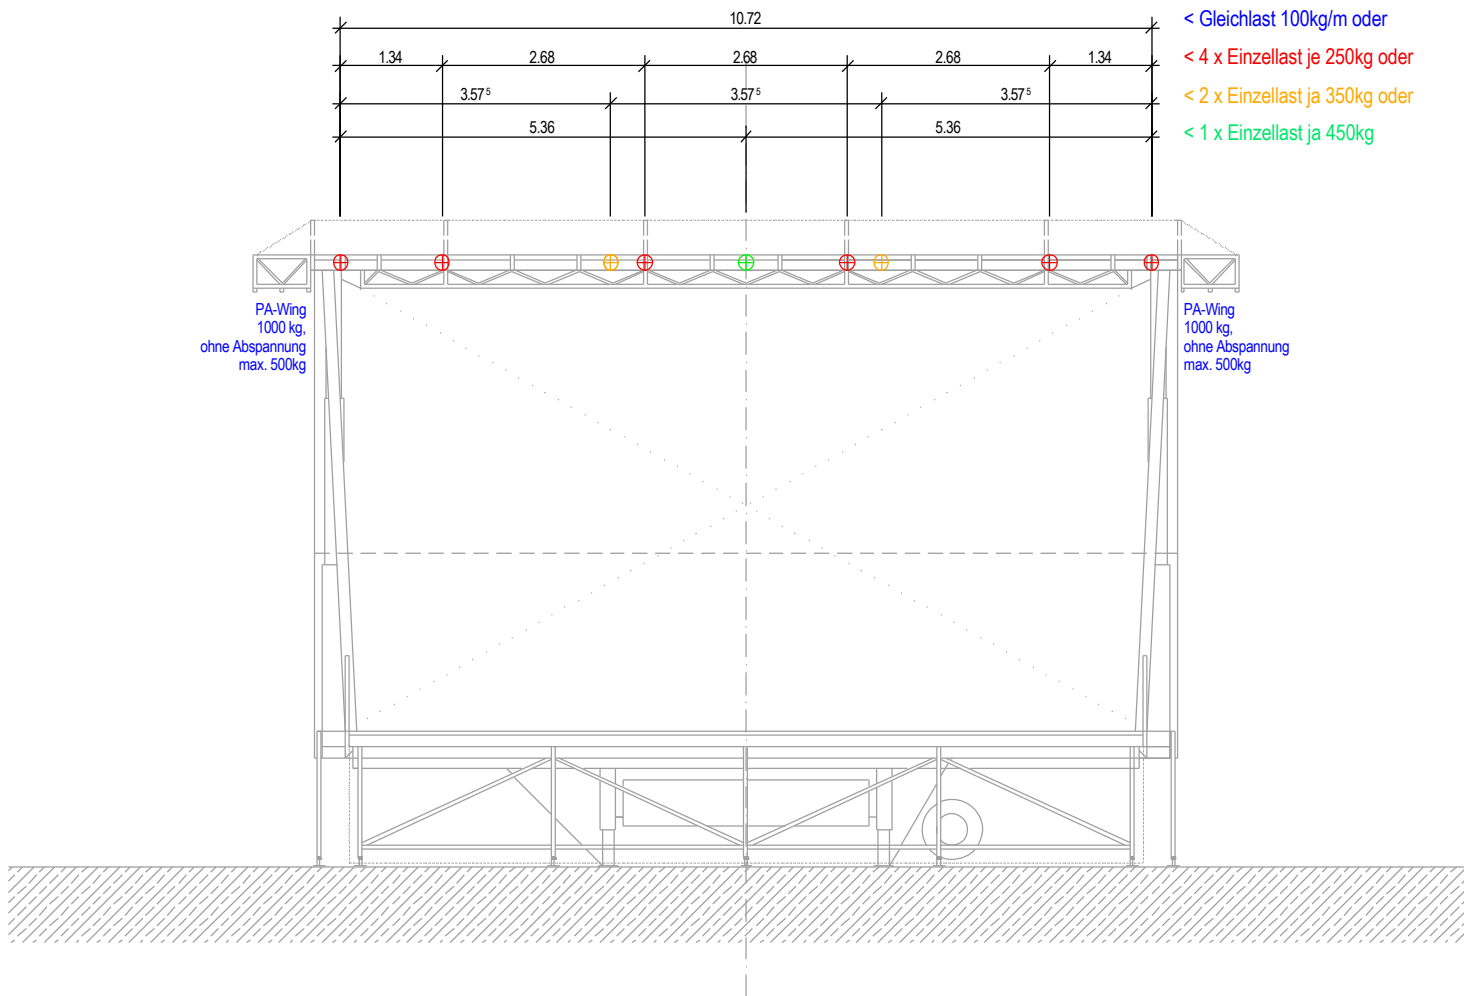 10.72
< Gleichlast 100kg/m oder
1.34 2.68 2.68 2.68 1.34
< 4 x Einzellast je 250kg oder
3.57⁵ 3.57⁵ 3.57⁵
< 2 x Einzellast ja 350kg oder
5.36 5.36
< 1 x Einzellast ja 450kg
PA-Wing
1000 kg,
ohne Abspannung
max. 500kg
PA-Wing
1000 kg,
ohne Abspannung
max. 500kg